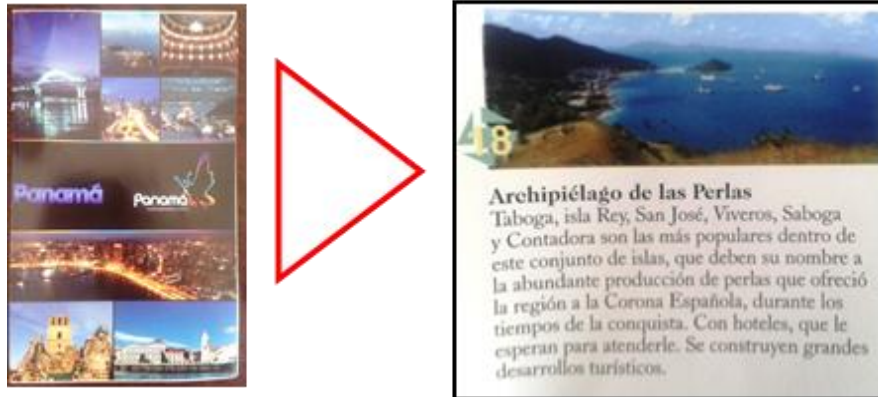 Panamá
Panamá
18
Archipiélago de las Perlas
Taboga, isla Rey, San José, Viveros, Saboga
y Contadora son las más populares dentro de
este conjunto de islas, que deben su nombre a
la abundante producción de perlas que ofreció
la región a la Corona Española, durante los
tiempos de la conquista. Con hoteles, que le
esperan para atenderle. Se construyen grandes
desarrollos turísticos.